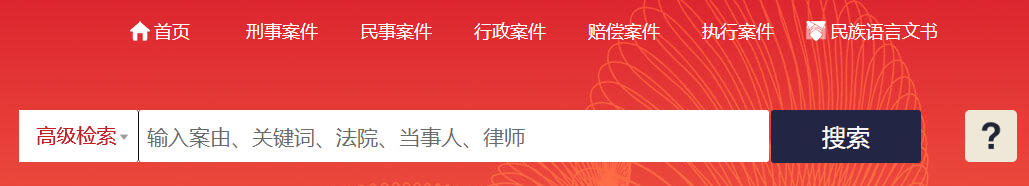 首页 刑事案件 民事案件 行政案件 赔偿案件 执行案件 民族语言文书
高级检索 输入案由、关键词、法院、当事人、律师 搜索 ?